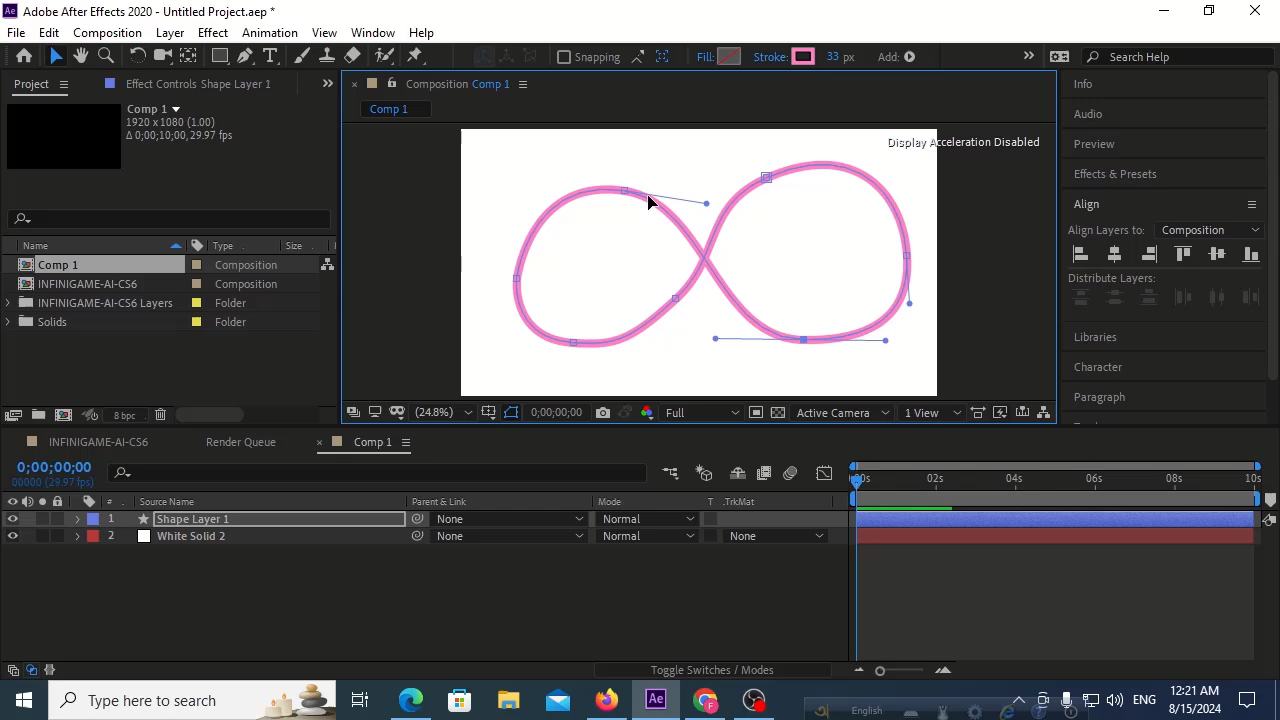 Adobe After Effects 2020 - Untitled Project.aep *
File Edit Composition Layer Effect Animation View Window Help
Snapping Fill: Stroke: 33 px Add: Search Help
Project Effect Controls Shape Layer 1
Composition Comp 1
Comp 1
Comp 1
1920 x 1080 (1.00)
Δ 0;00;10;00, 29.97 fps
Display Acceleration Disabled
Name Type Size
Comp 1 Composition
INFINIGAME-AI-CS6 Composition
INFINIGAME-AI-CS6 Layers Folder
Solids Folder
8 bpc
(24.8%) 0;00;00;00 Full Active Camera 1 View
Info
Audio
Preview
Effects & Presets
Align
Align Layers to: Composition
Distribute Layers:
Libraries
Character
Paragraph
INFINIGAME-AI-CS6 Render Queue Comp 1
0;00;00;00
00000 (29.97 fps)
02s 04s 06s 08s 10s
# Source Name Parent & Link Mode T .TrkMat
1 Shape Layer 1 None Normal
2 White Solid 2 None Normal None
Toggle Switches / Modes
Type here to search
Ae
ENG
12:21 AM
8/15/2024
English